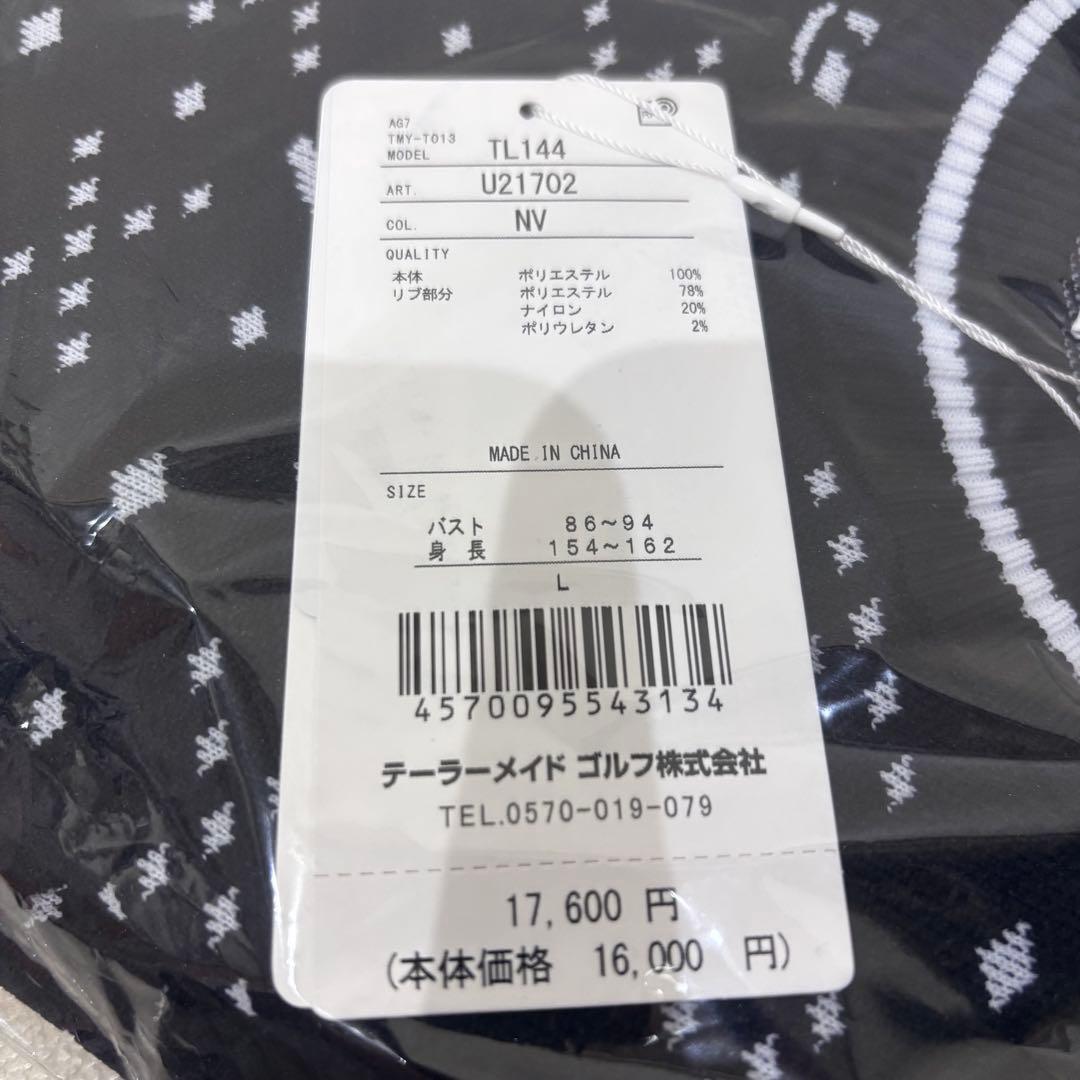 AG7
TMY-T013
MODEL TL144
ART. U21702
COL. NV
QUALITY
本体 ポリエステル 100%
リブ部分 ポリエステル 78%
ナイロン 20%
ポリウレタン 2%
MADE IN CHINA
SIZE
バスト 86~94
身長 154~162
L
4570095543134
テーラーメイド ゴルフ株式会社
TEL.0570-019-079
17,600 円
(本体価格 16,000 円)